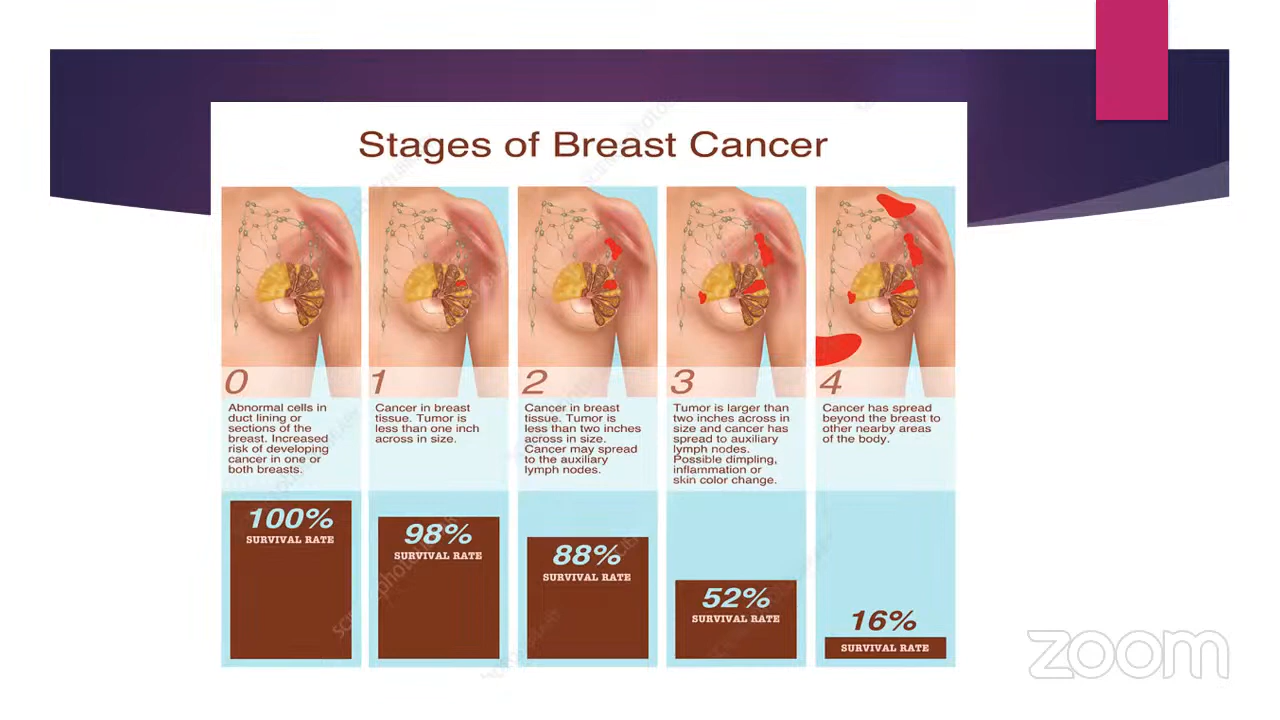 Stages of Breast Cancer
0
Abnormal cells in
duct lining or
sections of the
breast. Increased
risk of developing
cancer in one or
both breasts.
100%
SURVIVAL RATE
1
Cancer in breast
tissue. Tumor is
less than one inch
across in size.
98%
SURVIVAL RATE
2
Cancer in breast
tissue. Tumor is
less than two inches
across in size.
Cancer may spread
to the auxiliary
lymph nodes.
88%
SURVIVAL RATE
3
Tumor is larger than
two inches across in
size and cancer has
spread to auxiliary
lymph nodes.
Possible dimpling,
inflammation or
skin color change.
52%
SURVIVAL RATE
4
Cancer has spread
beyond the breast to
other nearby areas
of the body.
16%
SURVIVAL RATE
zoom